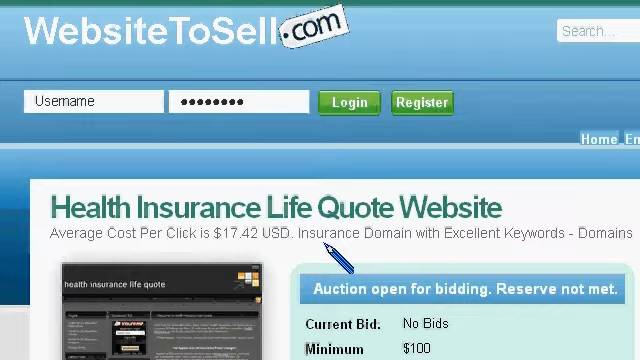 WebsiteToSell.com
Search...
Username
Login
Register
Home
Health Insurance Life Quote Website
Average Cost Per Click is $17.42 USD. Insurance Domain with Excellent Keywords - Domains
health insurance life quote
Auction open for bidding. Reserve not met.
Current Bid. No Bids
Minimum $100